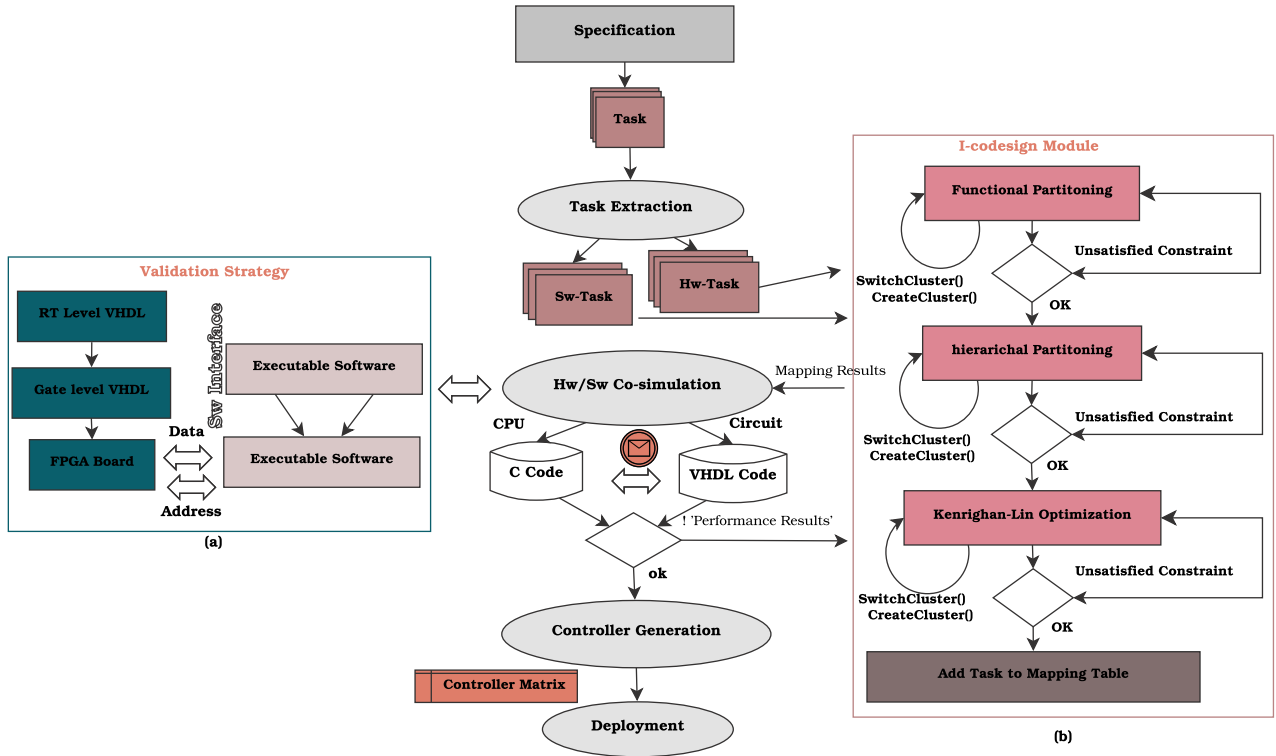 Specification
Task
Task Extraction
Sw-Task
Hw-Task
Validation Strategy
RT Level VHDL
Gate level VHDL
FPGA Board
Sw Interface
Executable Software
Executable Software
Data
Address
(a)
Hw/Sw Co-simulation
Mapping Results
CPU
Circuit
C Code
VHDL Code
! 'Performance Results'
ok
Controller Generation
Controller Matrix
Deployment
I-codesign Module
Functional Partitoning
Unsatisfied Constraint
SwitchCluster()
CreateCluster()
OK
hierarichal Partitoning
Unsatisfied Constraint
SwitchCluster()
CreateCluster()
OK
Kenrighan-Lin Optimization
Unsatisfied Constraint
SwitchCluster()
CreateCluster()
OK
Add Task to Mapping Table
(b)